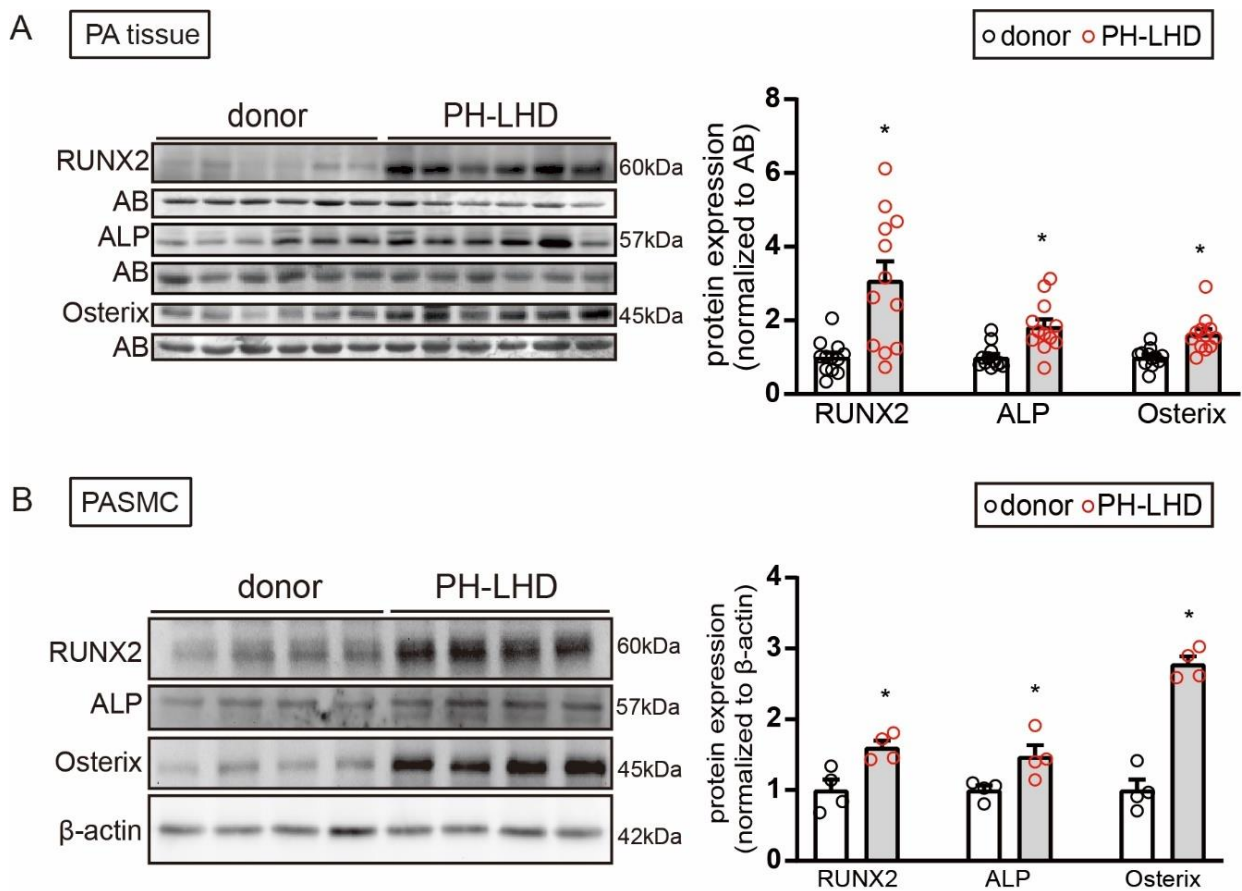 A
PA tissue
donor PH-LHD
donor PH-LHD
RUNX2 60kDa
AB
ALP 57kDa
AB
Osterix 45kDa
AB
protein expression
(normalized to AB)
8
6
4
2
0
*
*
*
RUNX2 ALP Osterix
B
PASMC
donor PH-LHD
donor PH-LHD
RUNX2 60kDa
ALP 57kDa
Osterix 45kDa
β-actin 42kDa
protein expression
(normalized to β-actin)
4
3
2
1
0
*
*
*
RUNX2 ALP Osterix